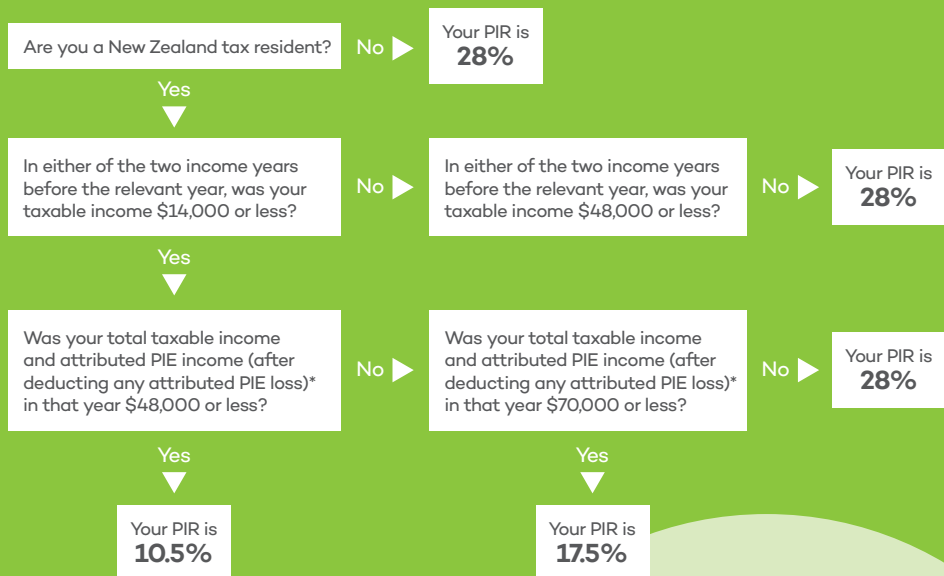 Are you a New Zealand tax resident?
No
Your PIR is
28%
Yes
In either of the two income years
before the relevant year, was your
taxable income $14,000 or less?
No
In either of the two income years
before the relevant year, was your
taxable income $48,000 or less?
No
Your PIR is
28%
Yes
Was your total taxable income
and attributed PIE income (after
deducting any attributed PIE loss)*
in that year $48,000 or less?
No
Was your total taxable income
and attributed PIE income (after
deducting any attributed PIE loss)*
in that year $70,000 or less?
No
Your PIR is
28%
Yes
Yes
Your PIR is
10.5%
Your PIR is
17.5%